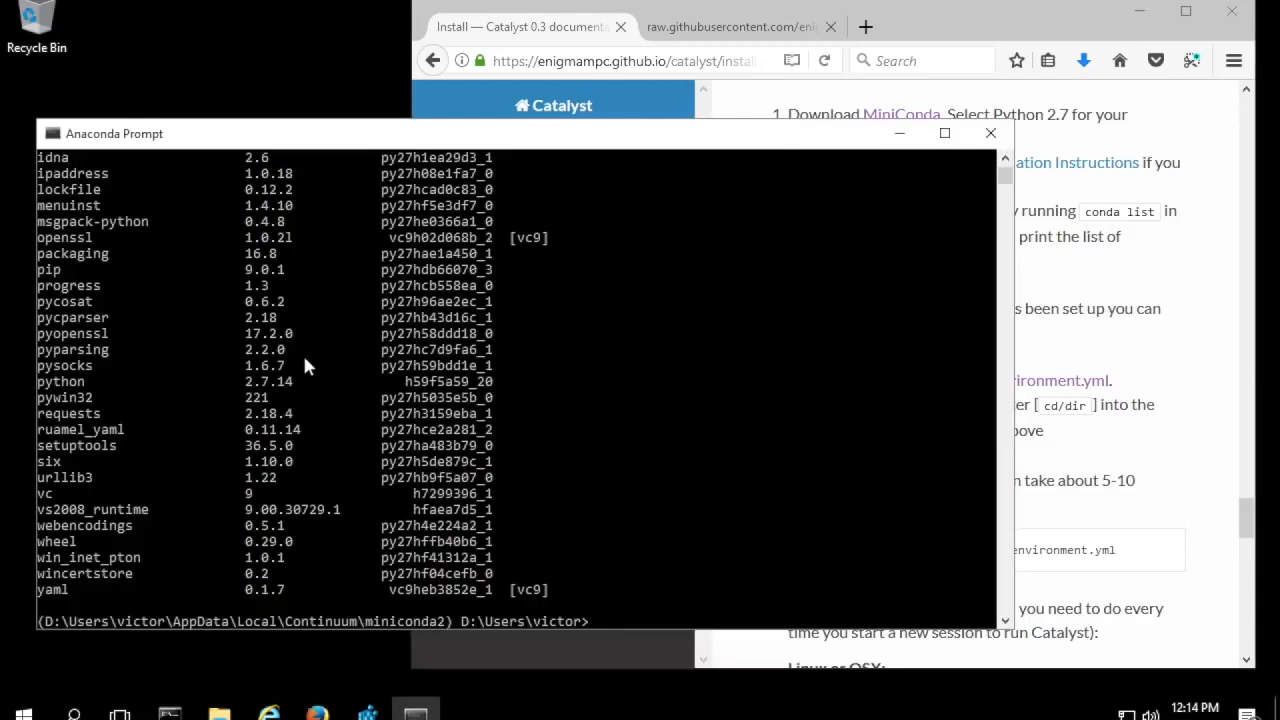 Recycle Bin
Install — Catalyst 0.3 documenta
raw.githubusercontent.com/eni
https://enigmampc.github.io/catalyst/install
Search
Catalyst
1. Download MiniConda. Select Python 2.7 for your
ation Instructions if you
y running conda list in
print the list of
s been set up you can
ironment.yml.
er [ cd/dir ] into the
ove
n take about 5-10
environment.yml
you need to do every
time you start a new session to run Catalyst):
Linux or OSX:
Anaconda Prompt
idna 2.6 py27h1ea29d3_1
ipaddress 1.0.18 py27h08e1fa7_0
lockfile 0.12.2 py27hcad0c83_0
menuinst 1.4.10 py27hf5e3df7_0
msgpack-python 0.4.8 py27he0366a1_0
openssl 1.0.2l vc9h02d068b_2 [vc9]
packaging 16.8 py27hae1a450_1
pip 9.0.1 py27hdb66070_3
progress 1.3 py27hcb558ea_0
pycosat 0.6.2 py27h96ae2ec_1
pycparser 2.18 py27hb43d16c_1
pyopenssl 17.2.0 py27h58ddd18_0
pyparsing 2.2.0 py27hc7d9fa6_1
pysocks 1.6.7 py27h59bdd1e_1
python 2.7.14 h59f5a59_20
pywin32 221 py27h5035e5b_0
requests 2.18.4 py27h3159eba_1
ruamel_yaml 0.11.14 py27hce2a281_2
setuptools 36.5.0 py27ha483b79_0
six 1.10.0 py27h5de879c_1
urllib3 1.22 py27hb9f5a07_0
vc 9 h7299396_1
vs2008_runtime 9.00.30729.1 hfaea7d5_1
webencodings 0.5.1 py27h4e224a2_1
wheel 0.29.0 py27hffb40b6_1
win_inet_pton 1.0.1 py27hf41312a_1
wincertstore 0.2 py27hf04cefb_0
yaml 0.1.7 vc9heb3852e_1 [vc9]
(D:\Users\victor\AppData\Local\Continuum\miniconda2) D:\Users\victor>
12:14 PM